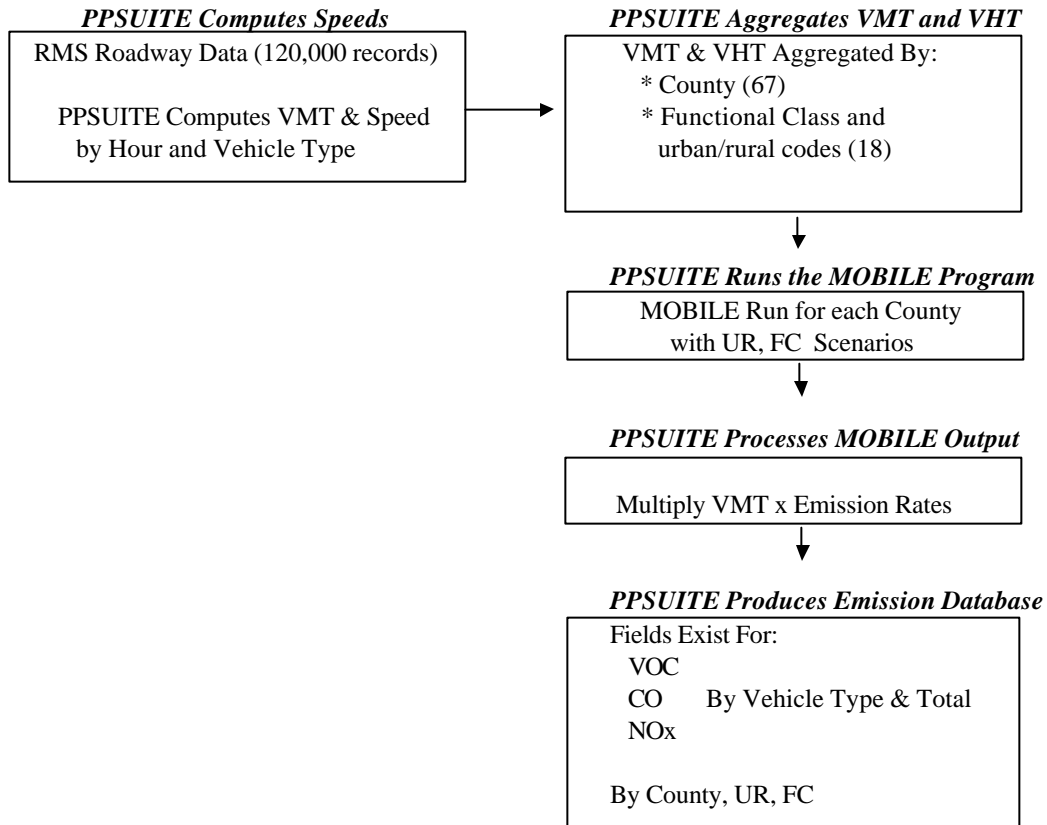 PPSUITE Computes Speeds
RMS Roadway Data (120,000 records)
PPSUITE Computes VMT & Speed
by Hour and Vehicle Type
PPSUITE Aggregates VMT and VHT
VMT & VHT Aggregated By:
* County (67)
* Functional Class and
urban/rural codes (18)
PPSUITE Runs the MOBILE Program
MOBILE Run for each County
with UR, FC Scenarios
PPSUITE Processes MOBILE Output
Multiply VMT x Emission Rates
PPSUITE Produces Emission Database
Fields Exist For:
VOC
CO By Vehicle Type & Total
NOx
By County, UR, FC